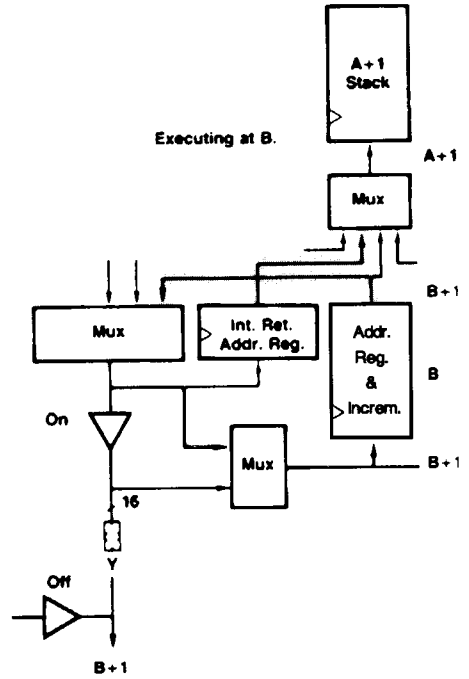 A+1
Stack
Executing at B.
A+1
Mux
B+1
Mux
Int. Ret.
Addr. Reg.
Addr.
Reg.
&
Increm.
B
On
Mux
B+1
16
Y
Off
B+1